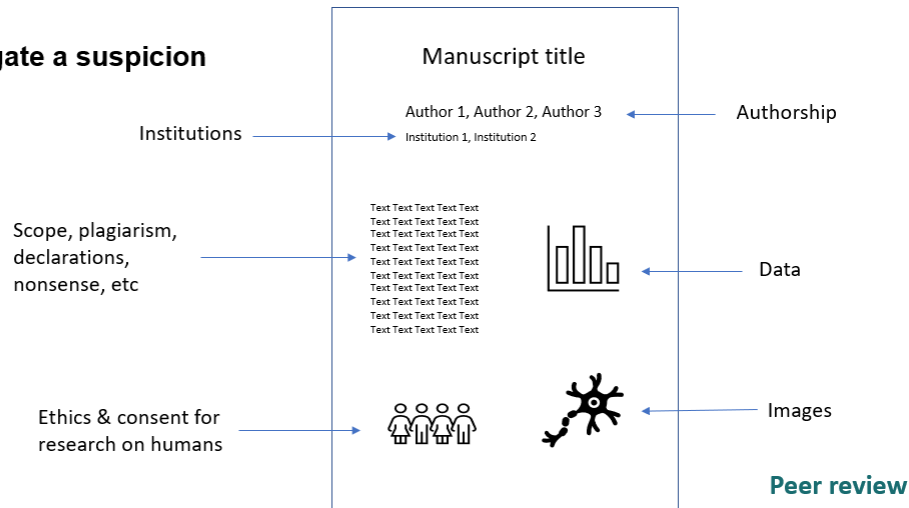 gate a suspicion
Manuscript title
Author 1, Author 2, Author 3
Authorship
Institutions
Institution 1, Institution 2
Text Text Text Text Text
Text Text Text Text Text
Text Text Text Text Text
Text Text Text Text Text
Text Text Text Text Text
Text Text Text Text Text
Text Text Text Text Text
Text Text Text Text Text
Text Text Text Text Text
Text Text Text Text Text
Scope, plagiarism,
declarations,
nonsense, etc
Data
Ethics & consent for
research on humans
Images
Peer review